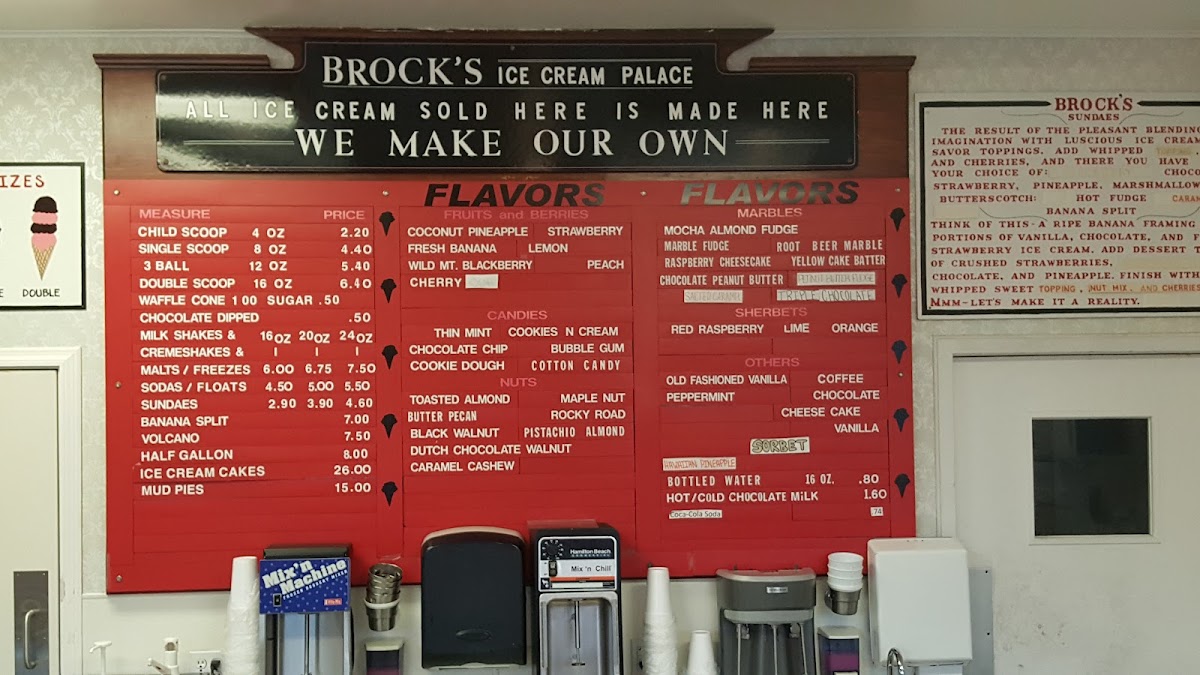 BROCK'S ICE CREAM PALACE
ALL ICE CREAM SOLD HERE IS MADE HERE
WE MAKE OUR OWN
IZES
DOUBLE
MEASURE PRICE
CHILD SCOOP 4 OZ 2.20
SINGLE SCOOP 8 OZ 4.40
3 BALL 12 OZ 5.40
DOUBLE SCOOP 16 OZ 6.40
WAFFLE CONE 1 00 SUGAR .50
CHOCOLATE DIPPED .50
MILK SHAKES & 16OZ 20OZ 24OZ
CREMESHAKES & I I I
MALTS / FREEZES 6.00 6.75 7.50
SODAS / FLOATS 4.50 5.00 5.50
SUNDAES 2.90 3.90 4.60
BANANA SPLIT 7.00
VOLCANO 7.50
HALF GALLON 8.00
ICE CREAM CAKES 26.00
MUD PIES 15.00
FLAVORS
FRUITS and BERRIES
COCONUT PINEAPPLE STRAWBERRY
FRESH BANANA LEMON
WILD MT. BLACKBERRY PEACH
CHERRY
CANDIES
THIN MINT COOKIES N CREAM
CHOCOLATE CHIP BUBBLE GUM
COOKIE DOUGH COTTON CANDY
NUTS
TOASTED ALMOND MAPLE NUT
BUTTER PECAN ROCKY ROAD
BLACK WALNUT PISTACHIO ALMOND
DUTCH CHOCOLATE WALNUT
CARAMEL CASHEW
FLAVORS
MARBLES
MOCHA ALMOND FUDGE
MARBLE FUDGE ROOT BEER MARBLE
RASPBERRY CHEESECAKE YELLOW CAKE BATTER
CHOCOLATE PEANUT BUTTER PEANUT BUTTER FUDGE
SALTED CARAMEL TRIPLE CHOCOLATE
SHERBETS
RED RASPBERRY LIME ORANGE
OTHERS
OLD FASHIONED VANILLA COFFEE
PEPPERMINT CHOCOLATE
CHEESE CAKE
VANILLA
SORBET
HAWAIIAN PINEAPPLE
BOTTLED WATER 16 OZ. .80
HOT/COLD CHOCOLATE MiLK 1.60
Coca-Cola Soda .74
BROCK'S
SUNDAES
THE RESULT OF THE PLEASANT BLENDING
IMAGINATION WITH LUSCIOUS ICE CREAM
SAVOR TOPPINGS. ADD WHIPPED TOPPING,
AND CHERRIES, AND THERE YOU HAVE
YOUR CHOICE OF: CHOCO
STRAWBERRY, PINEAPPLE, MARSHMALLOW
BUTTERSCOTCH: HOT FUDGE CARAM
BANANA SPLIT
THINK OF THIS-A RIPE BANANA FRAMING
PORTIONS OF VANILLA, CHOCOLATE, AND F
STRAWBERRY ICE CREAM. ADD DESSERT T
OF CRUSHED STRAWBERRIES,
CHOCOLATE, AND PINEAPPLE. FINISH WITH
WHIPPED SWEET TOPPING, NUT MIX, AND CHERRIES
MMM-LET'S MAKE IT A REALITY.
Mix'n Machine
FROZEN DESSERT MIXER
Hamilton Beach
COMMERCIAL
Mix 'n Chill